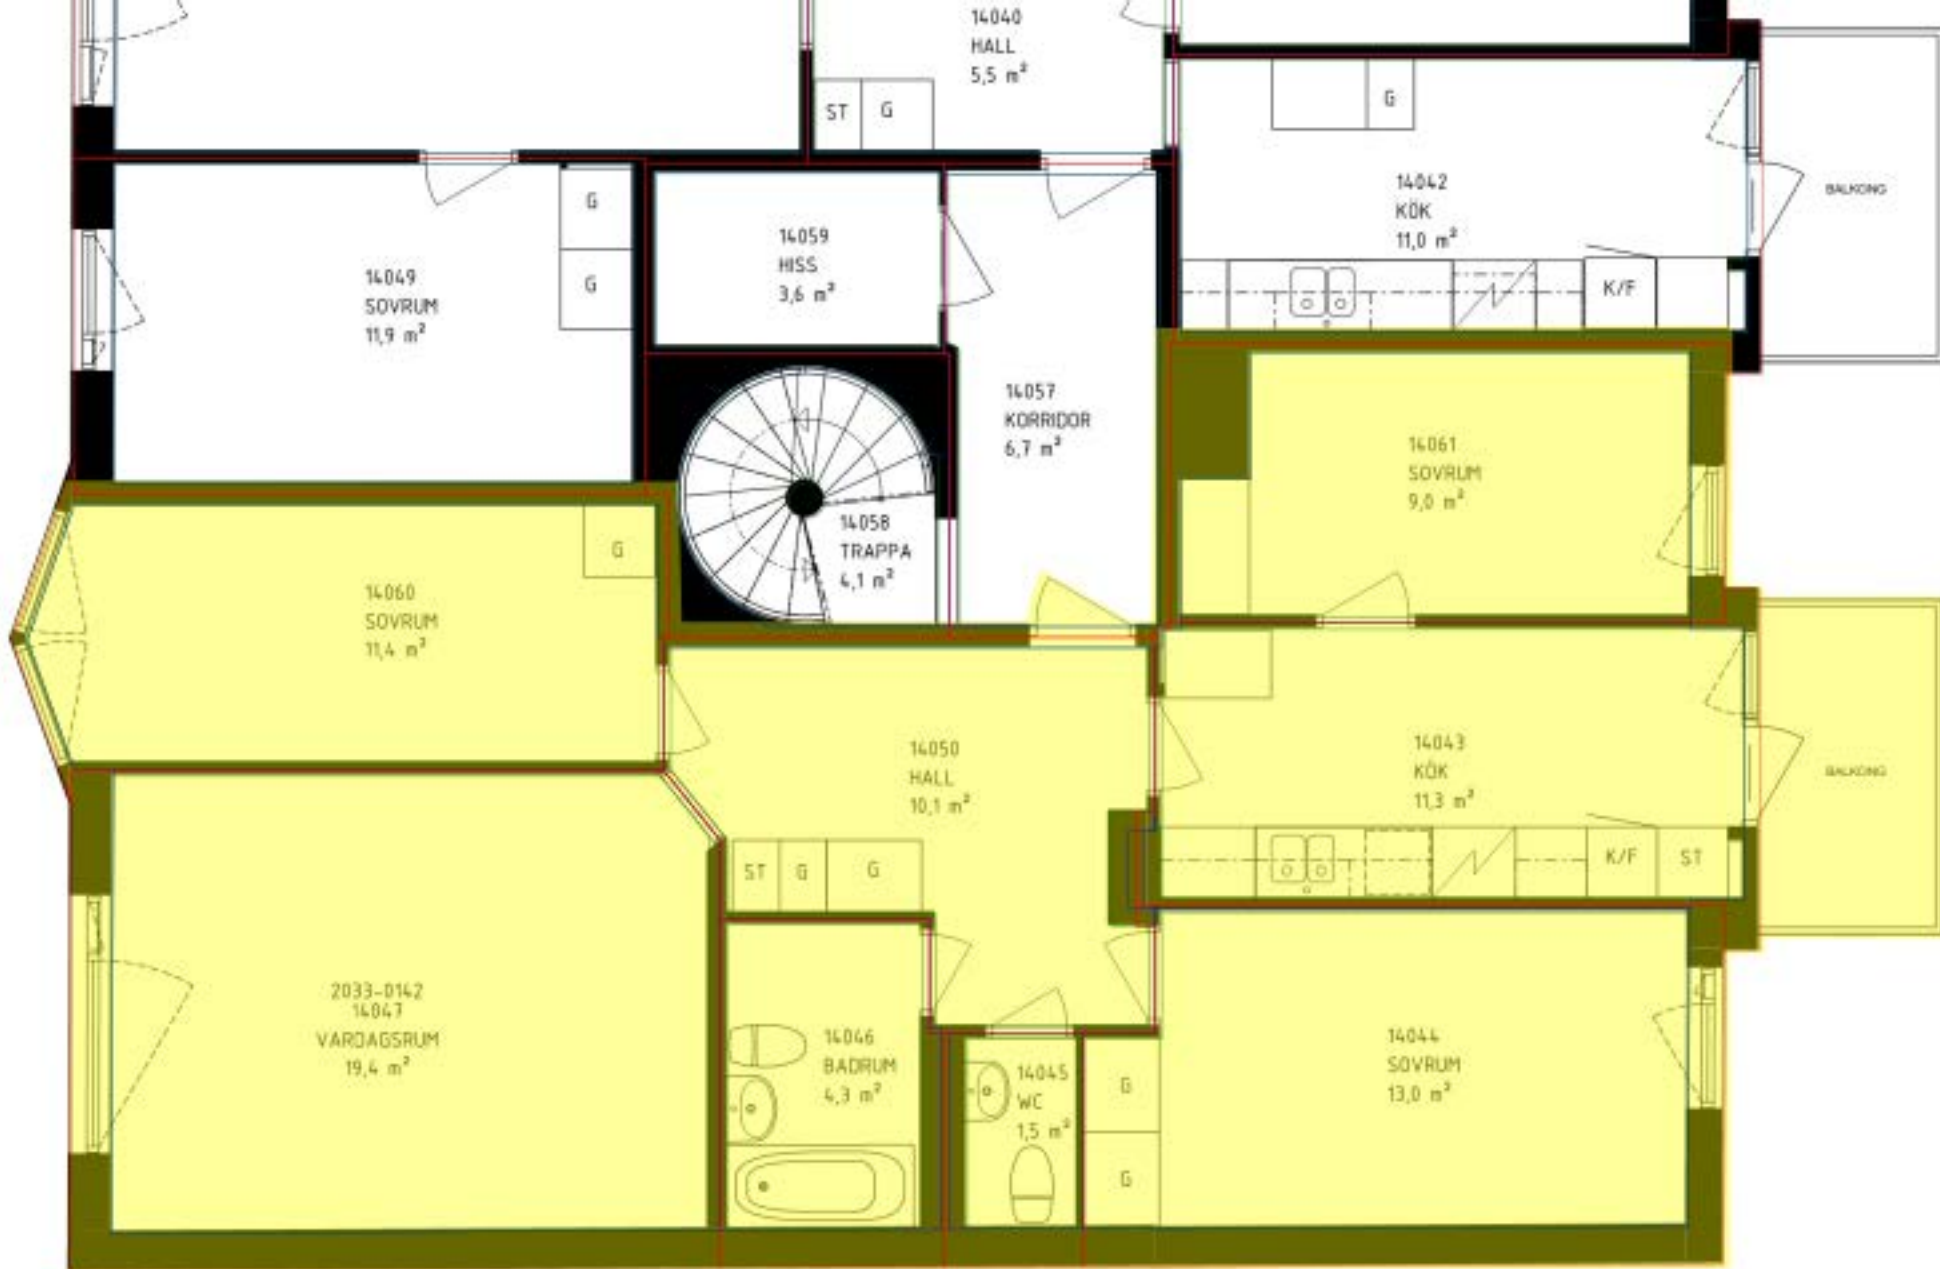 14040
HALL
5,5 m²
ST
G
G
14042
KÖK
11,0 m²
BALKONG
K/F
14049
SOVRUM
11,9 m²
G
G
14059
HISS
3,6 m²
14057
KORRIDOR
6,7 m²
14058
TRAPPA
4,1 m²
14061
SOVRUM
9,0 m²
14060
SOVRUM
11,4 m²
G
14050
HALL
10,1 m²
ST
G
G
14043
KÖK
11,3 m²
BALKONG
K/F
ST
2033-0142
14047
VARDAGSRUM
19,4 m²
14046
BADRUM
4,3 m²
14045
WC
1,5 m²
G
G
14044
SOVRUM
13,0 m²